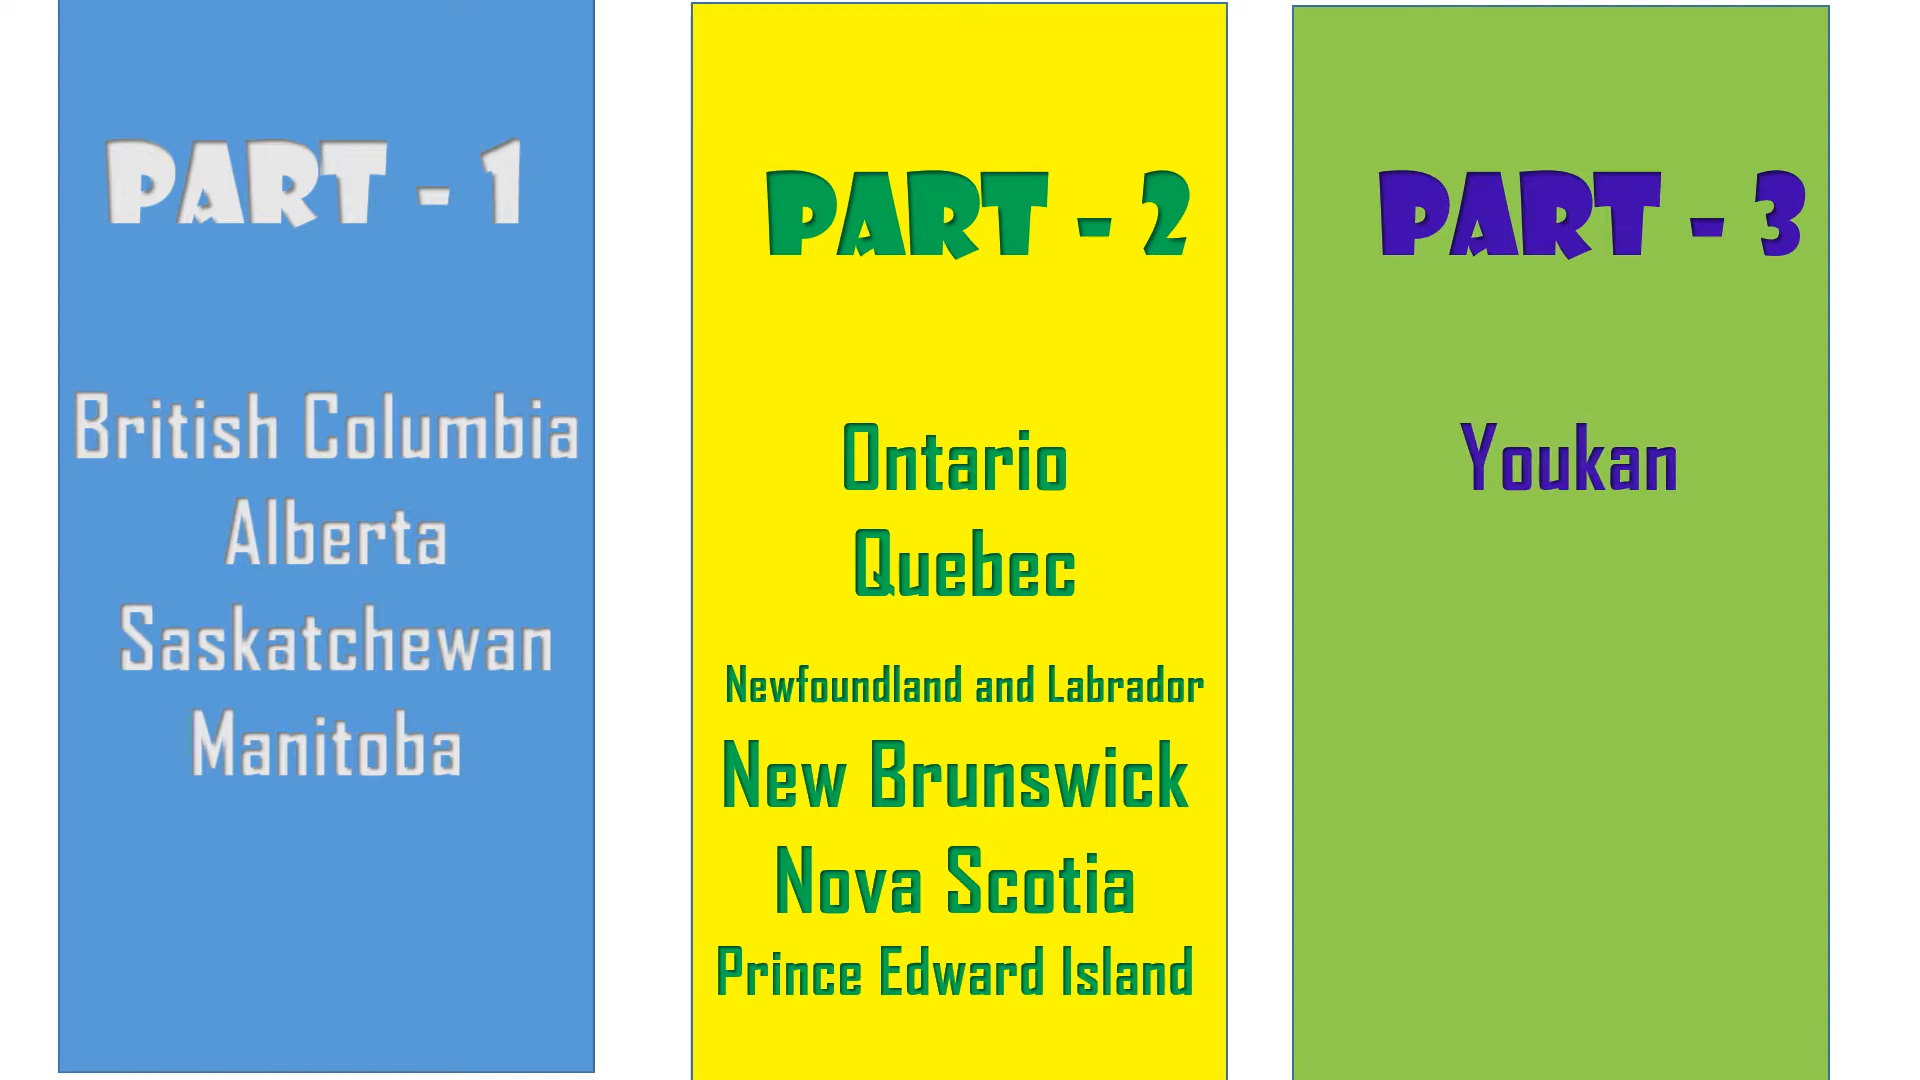 PART - 1
British Columbia
Alberta
Saskatchewan
Manitoba
PART - 2
Ontario
Quebec
Newfoundland and Labrador
New Brunswick
Nova Scotia
Prince Edward Island
PART - 3
Youkan